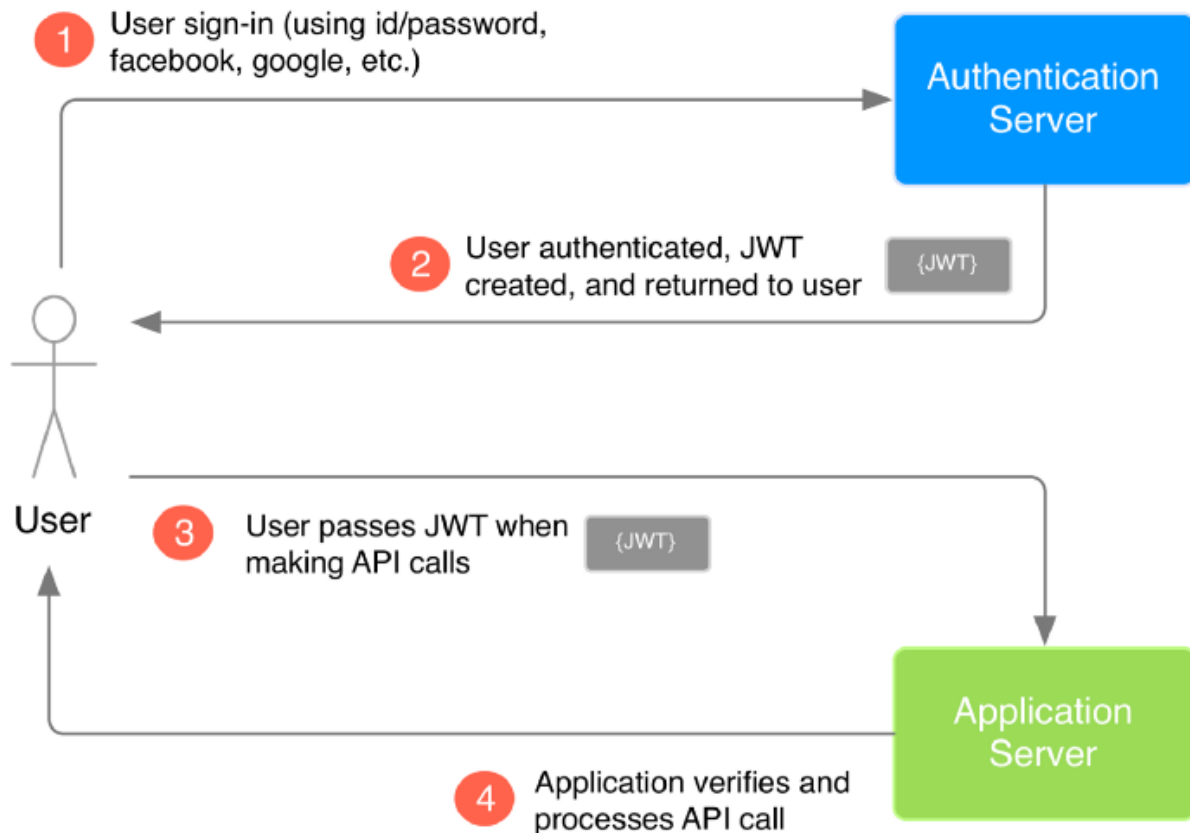 1
User sign-in (using id/password,
facebook, google, etc.)
Authentication
Server
2
User authenticated, JWT
created, and returned to user
{JWT}
User
3
User passes JWT when
making API calls
{JWT}
Application
Server
4
Application verifies and
processes API call